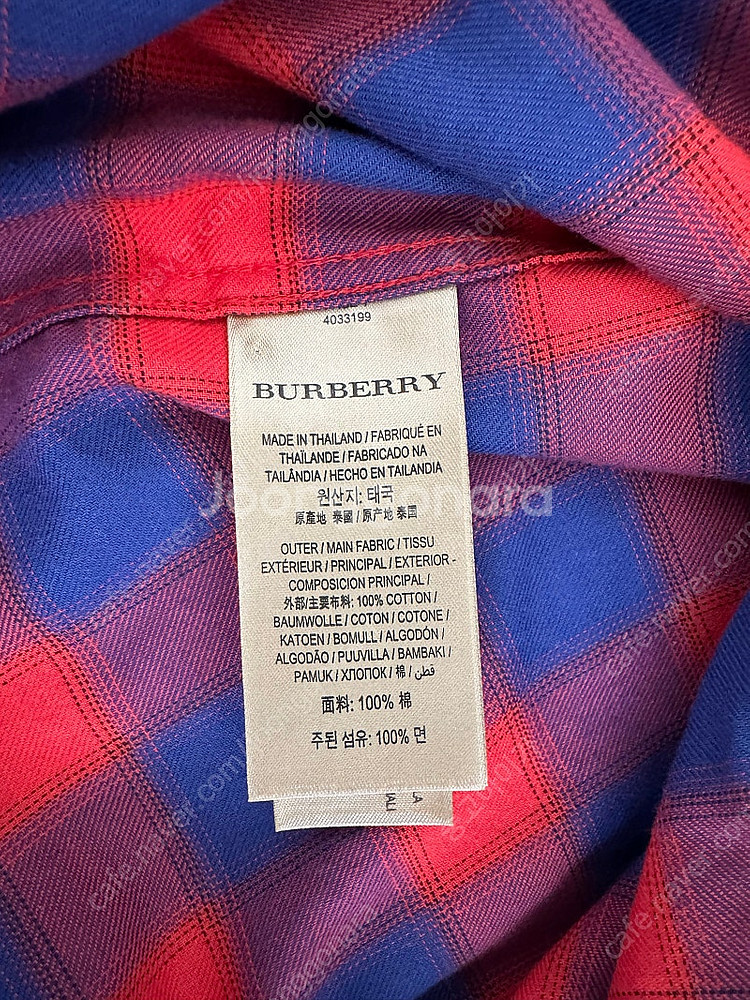 4033199
BURBERRY
MADE IN THAILAND / FABRIQUÉ EN
THAÏLANDE / FABRICADO NA
TAILÂNDIA / HECHO EN TAILANDIA
원산지: 태국
原產地 泰國 / 原产地 泰国
OUTER / MAIN FABRIC / TISSU
EXTÉRIEUR / PRINCIPAL / EXTERIOR -
COMPOSICION PRINCIPAL /
外部/主要布料: 100% COTTON /
BAUMWOLLE / COTON / COTONE /
KATOEN / BOMULL / ALGODÓN /
ALGODÃO / PUUVILLA / BAMBAKI /
PAMUK / ХЛОПОК / 棉 / قطن /
面料: 100% 棉
주된 섬유: 100% 면
Joonggonara